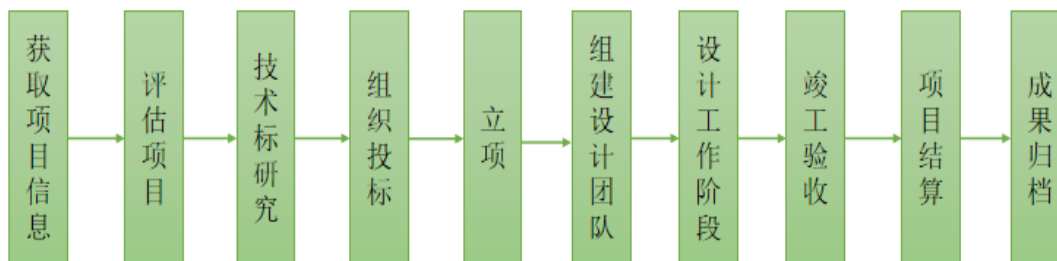 获取项目信息
评估项目
技术标研究
组织投标
立项
组建设计团队
设计工作阶段
竣工验收
项目结算
成果归档